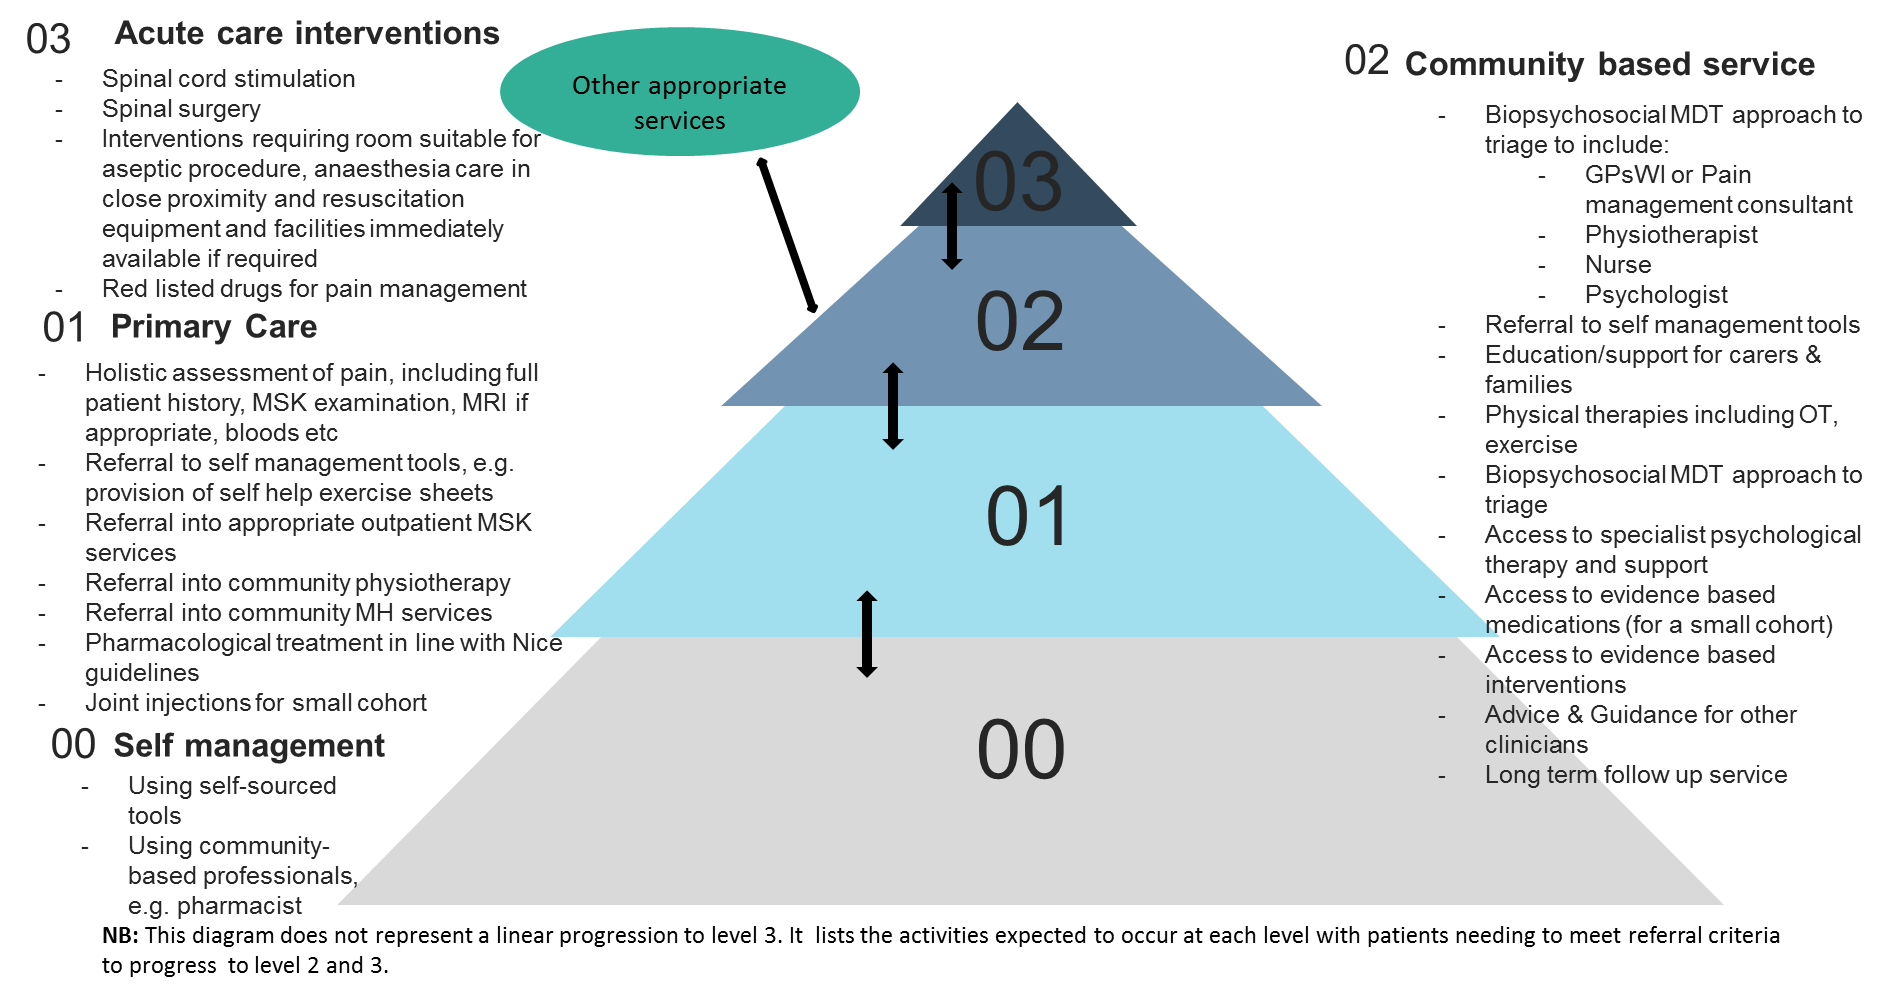 03 Acute care interventions
- Spinal cord stimulation
- Spinal surgery
- Interventions requiring room suitable for
aseptic procedure, anaesthesia care in
close proximity and resuscitation
equipment and facilities immediately
available if required
- Red listed drugs for pain management
01 Primary Care
- Holistic assessment of pain, including full
patient history, MSK examination, MRI if
appropriate, bloods etc
- Referral to self management tools, e.g.
provision of self help exercise sheets
- Referral into appropriate outpatient MSK
services
- Referral into community physiotherapy
- Referral into community MH services
- Pharmacological treatment in line with Nice
guidelines
- Joint injections for small cohort
00 Self management
- Using self-sourced
tools
- Using community-
based professionals,
e.g. pharmacist
Other appropriate
services
03
02
01
00
02 Community based service
- Biopsychosocial MDT approach to
triage to include:
- GPsWI or Pain
management consultant
- Physiotherapist
- Nurse
- Psychologist
- Referral to self management tools
- Education/support for carers &
families
- Physical therapies including OT,
exercise
- Biopsychosocial MDT approach to
triage
- Access to specialist psychological
therapy and support
- Access to evidence based
medications (for a small cohort)
- Access to evidence based
interventions
- Advice & Guidance for other
clinicians
- Long term follow up service
NB: This diagram does not represent a linear progression to level 3. It lists the activities expected to occur at each level with patients needing to meet referral criteria
to progress to level 2 and 3.